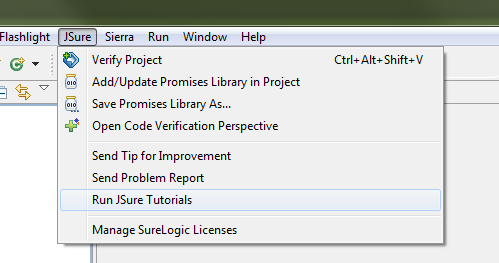 Flashlight JSure Sierra Run Window Help
Verify Project Ctrl+Alt+Shift+V
Add/Update Promises Library in Project
Save Promises Library As...
Open Code Verification Perspective
Send Tip for Improvement
Send Problem Report
Run JSure Tutorials
Manage SureLogic Licenses